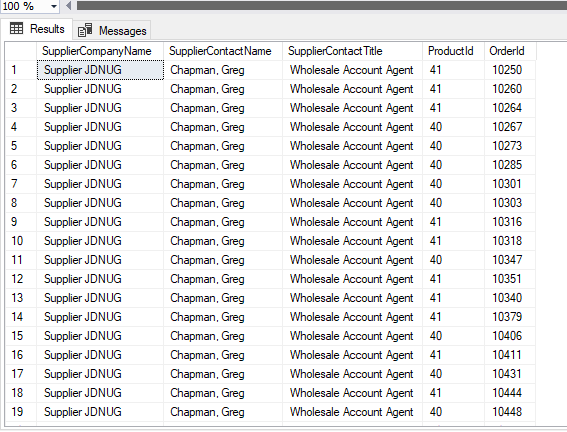 100 %
Results Messages
SupplierCompanyName SupplierContactName SupplierContactTitle ProductId OrderId
1 Supplier JDNUG Chapman, Greg Wholesale Account Agent 41 10250
2 Supplier JDNUG Chapman, Greg Wholesale Account Agent 41 10260
3 Supplier JDNUG Chapman, Greg Wholesale Account Agent 41 10264
4 Supplier JDNUG Chapman, Greg Wholesale Account Agent 40 10267
5 Supplier JDNUG Chapman, Greg Wholesale Account Agent 40 10273
6 Supplier JDNUG Chapman, Greg Wholesale Account Agent 40 10285
7 Supplier JDNUG Chapman, Greg Wholesale Account Agent 40 10301
8 Supplier JDNUG Chapman, Greg Wholesale Account Agent 40 10303
9 Supplier JDNUG Chapman, Greg Wholesale Account Agent 41 10316
10 Supplier JDNUG Chapman, Greg Wholesale Account Agent 41 10318
11 Supplier JDNUG Chapman, Greg Wholesale Account Agent 40 10347
12 Supplier JDNUG Chapman, Greg Wholesale Account Agent 41 10351
13 Supplier JDNUG Chapman, Greg Wholesale Account Agent 41 10340
14 Supplier JDNUG Chapman, Greg Wholesale Account Agent 41 10379
15 Supplier JDNUG Chapman, Greg Wholesale Account Agent 40 10406
16 Supplier JDNUG Chapman, Greg Wholesale Account Agent 41 10411
17 Supplier JDNUG Chapman, Greg Wholesale Account Agent 40 10431
18 Supplier JDNUG Chapman, Greg Wholesale Account Agent 41 10444
19 Supplier JDNUG Chapman, Greg Wholesale Account Agent 40 10448